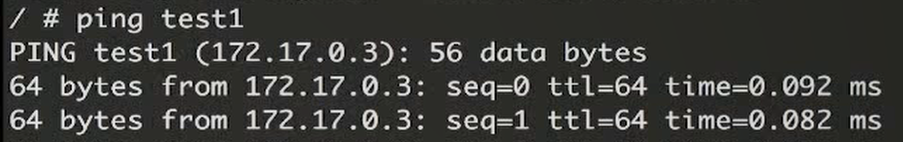 / # ping test1
PING test1 (172.17.0.3): 56 data bytes
64 bytes from 172.17.0.3: seq=0 ttl=64 time=0.092 ms
64 bytes from 172.17.0.3: seq=1 ttl=64 time=0.082 ms